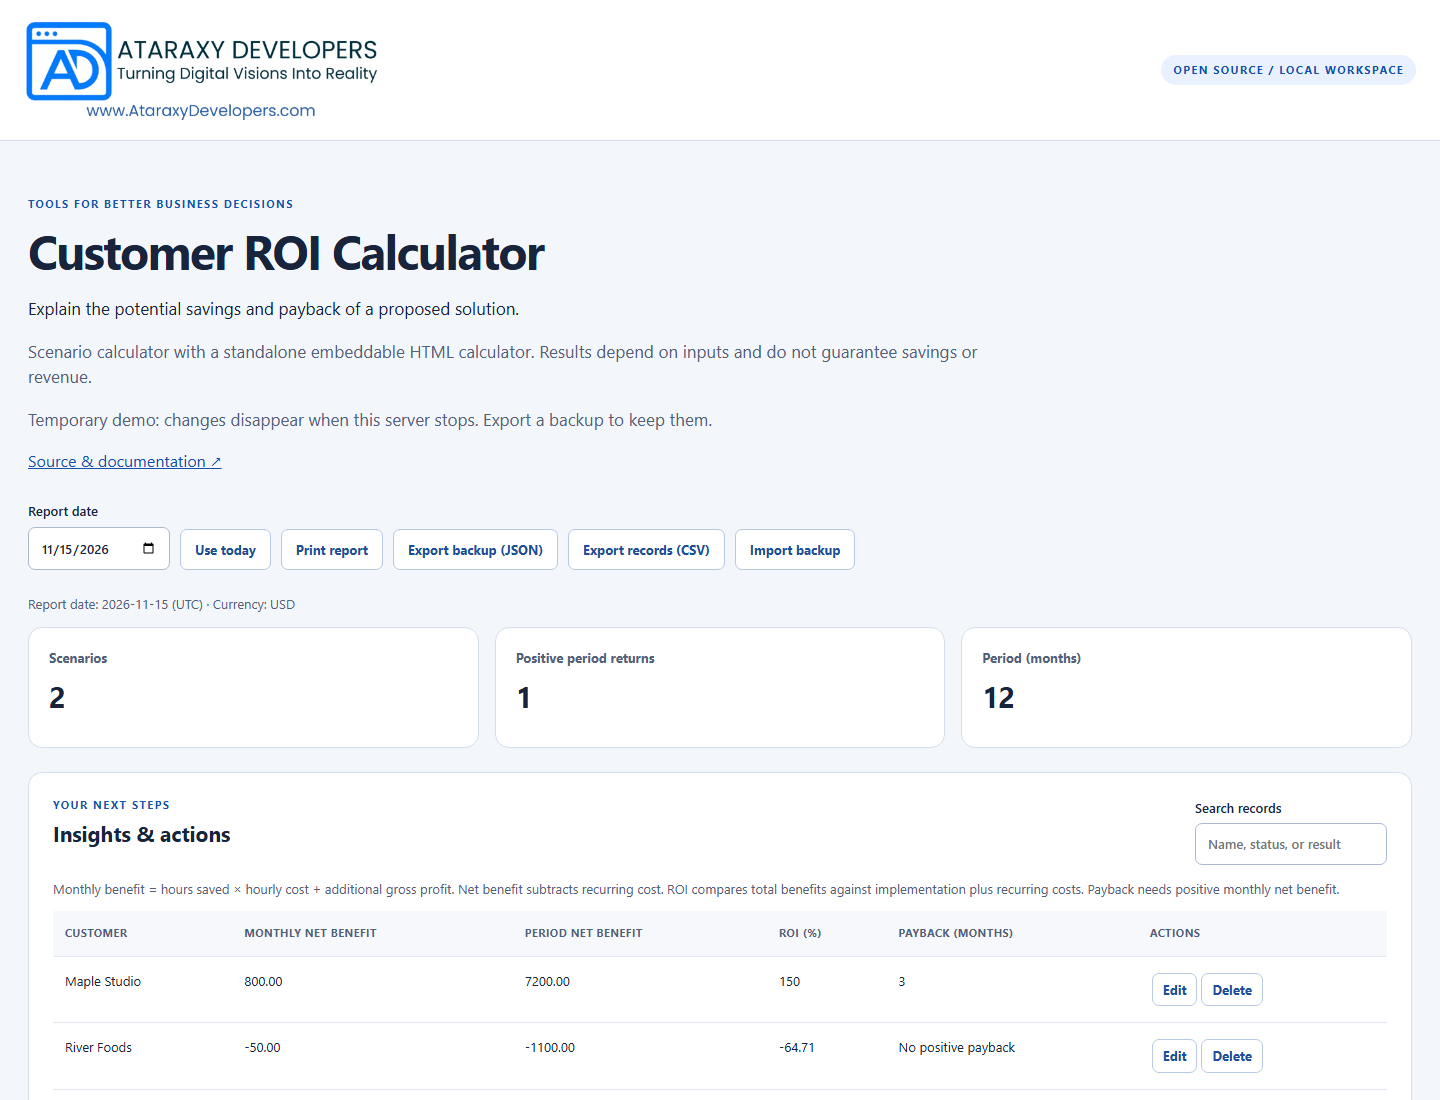 AD
ATARAXY DEVELOPERS
Turning Digital Visions Into Reality
www.AtaraxyDevelopers.com
OPEN SOURCE / LOCAL WORKSPACE
TOOLS FOR BETTER BUSINESS DECISIONS
Customer ROI Calculator
Explain the potential savings and payback of a proposed solution.
Scenario calculator with a standalone embeddable HTML calculator. Results depend on inputs and do not guarantee savings or
revenue.
Temporary demo: changes disappear when this server stops. Export a backup to keep them.
Source & documentation ↗
Report date
11/15/2026
Use today
Print report
Export backup (JSON)
Export records (CSV)
Import backup
Report date: 2026-11-15 (UTC) · Currency: USD
Scenarios
2
Positive period returns
1
Period (months)
12
YOUR NEXT STEPS
Insights & actions
Search records
Name, status, or result
Monthly benefit = hours saved × hourly cost + additional gross profit. Net benefit subtracts recurring cost. ROI compares total benefits against implementation plus recurring costs. Payback needs positive monthly net benefit.
CUSTOMER MONTHLY NET BENEFIT PERIOD NET BENEFIT ROI (%) PAYBACK (MONTHS) ACTIONS
Maple Studio 800.00 7200.00 150 3 Edit Delete
River Foods -50.00 -1100.00 -64.71 No positive payback Edit Delete